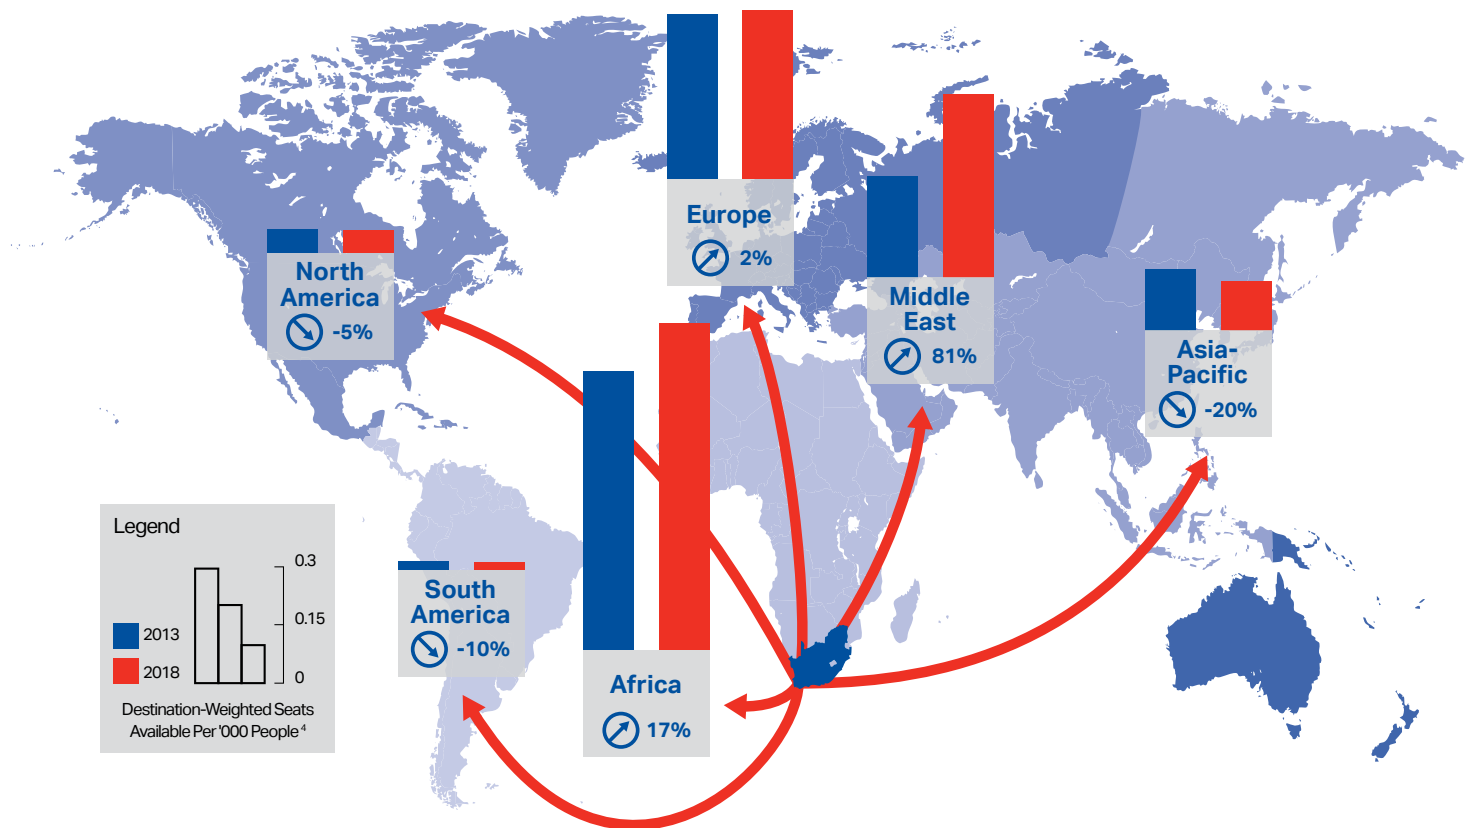 Europe
2%
North
America
-5%
Middle
East
81%
Asia-
Pacific
-20%
Legend
0.3
0.15
0
2013
2018
Destination-Weighted Seats
Available Per '000 People 4
South
America
-10%
Africa
17%